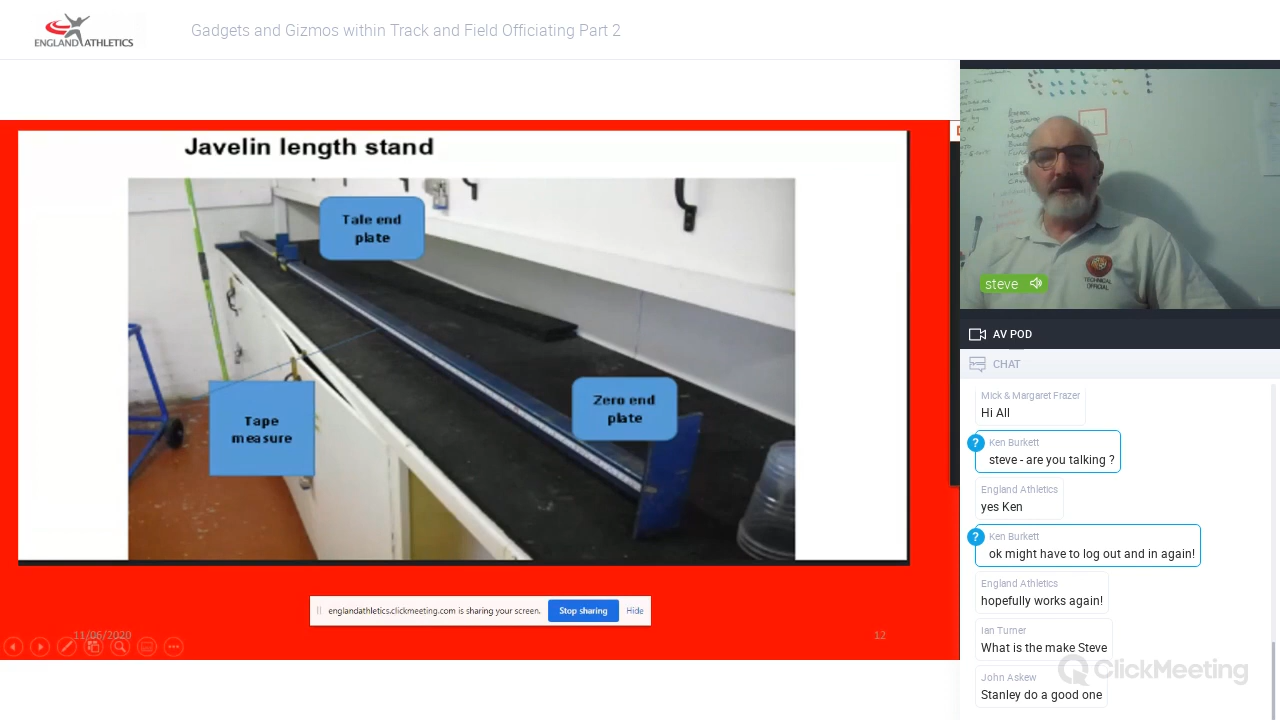 ENGLAND ATHLETICS
Gadgets and Gizmos within Track and Field Officiating Part 2
Javelin length stand
Tale end
plate
Tape
measure
Zero end
plate
englandathletics.clickmeeting.com is sharing your screen.
Stop sharing
Hide
11/06/2020
12
TECHNICAL
OFFICIAL
steve
AV POD
CHAT
Mick & Margaret Frazer
Hi All
?
Ken Burkett
steve - are you talking ?
England Athletics
yes Ken
?
Ken Burkett
ok might have to log out and in again!
England Athletics
hopefully works again!
Ian Turner
What is the make Steve
John Askew
Stanley do a good one
ClickMeeting